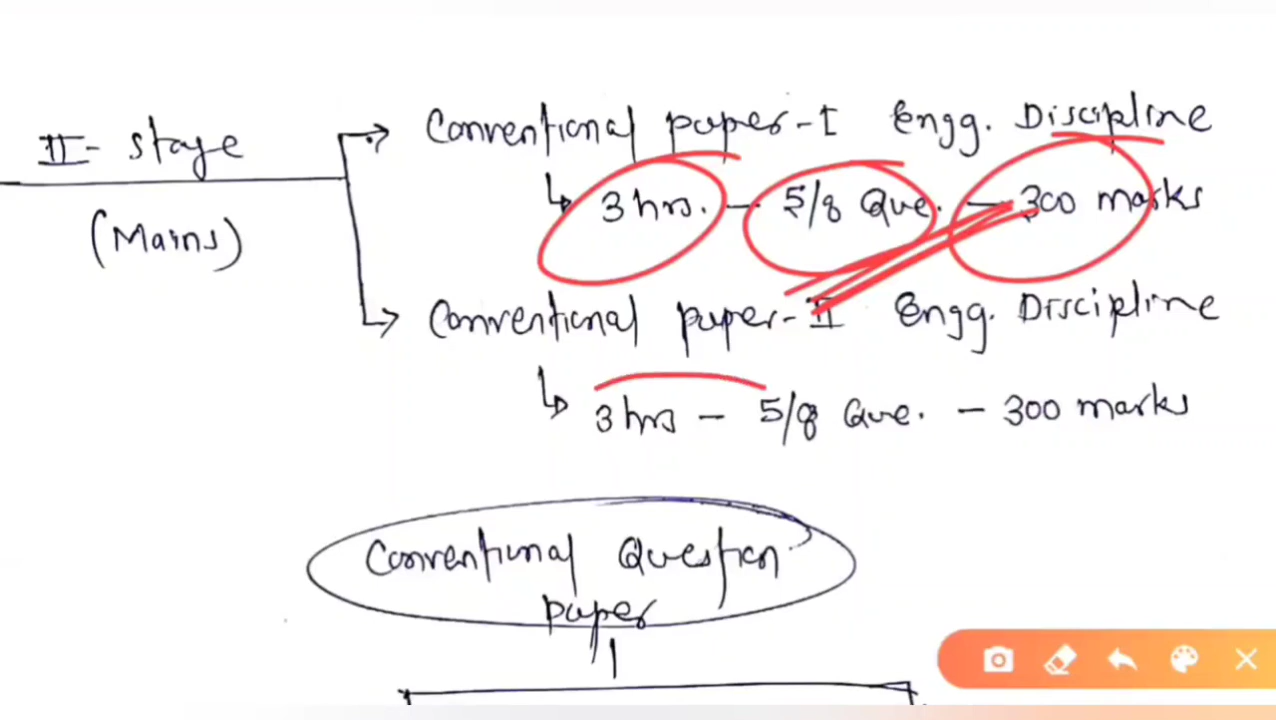 II- stage
(Mains)
Conventional paper-I Engg. Discipline
3 hrs. - 5/8 Que. - 300 marks
Conventional paper-II Engg. Discipline
3 hrs - 5/8 Que. - 300 marks
Conventional Question
paper